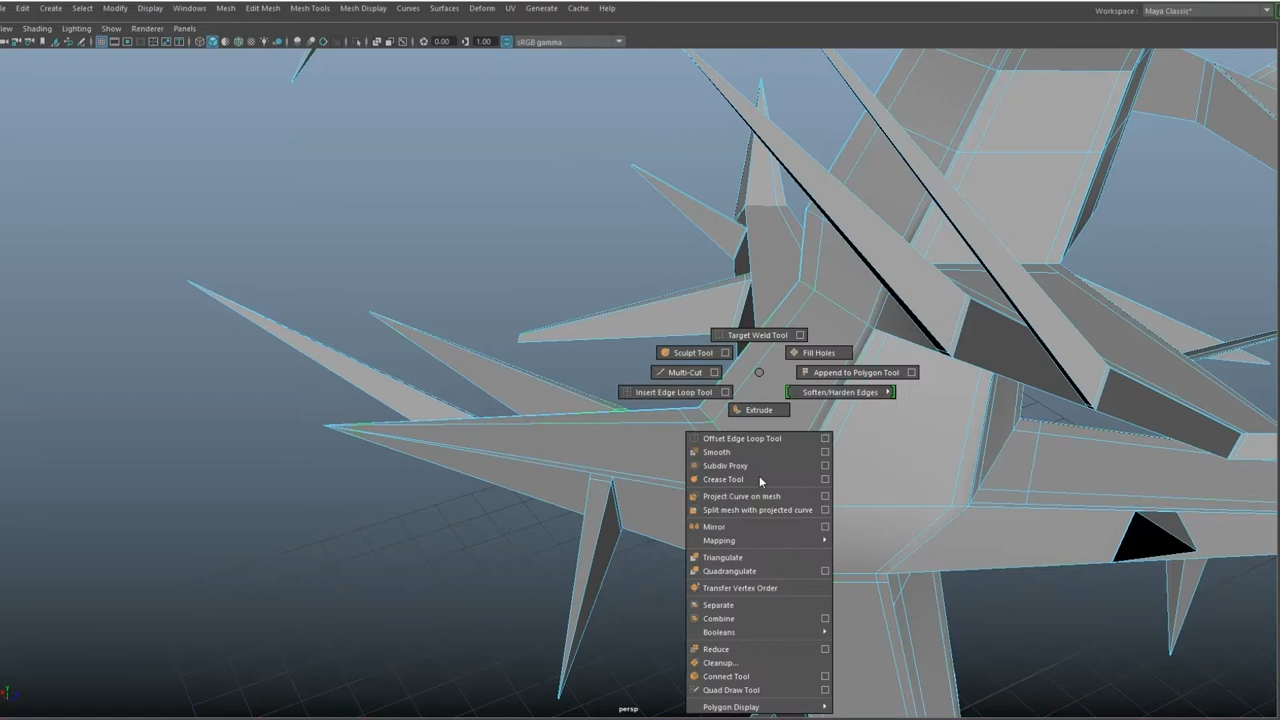 Edit Create Select Modify Display Windows Mesh Edit Mesh Mesh Tools Mesh Display Curves Surfaces Deform UV Generate Cache Help
Workspace: Maya Classic*
Shading Lighting Show Renderer Panels
0.00 1.00 sRGB gamma
Target Weld Tool
Sculpt Tool Fill Holes
Multi-Cut Append to Polygon Tool
Insert Edge Loop Tool Soften/Harden Edges
Extrude
Offset Edge Loop Tool
Smooth
Subdiv Proxy
Crease Tool
Project Curve on mesh
Split mesh with projected curve
Mirror
Mapping
Triangulate
Quadrangulate
Transfer Vertex Order
Separate
Combine
Booleans
Reduce
Cleanup...
Connect Tool
Quad Draw Tool
Polygon Display
persp